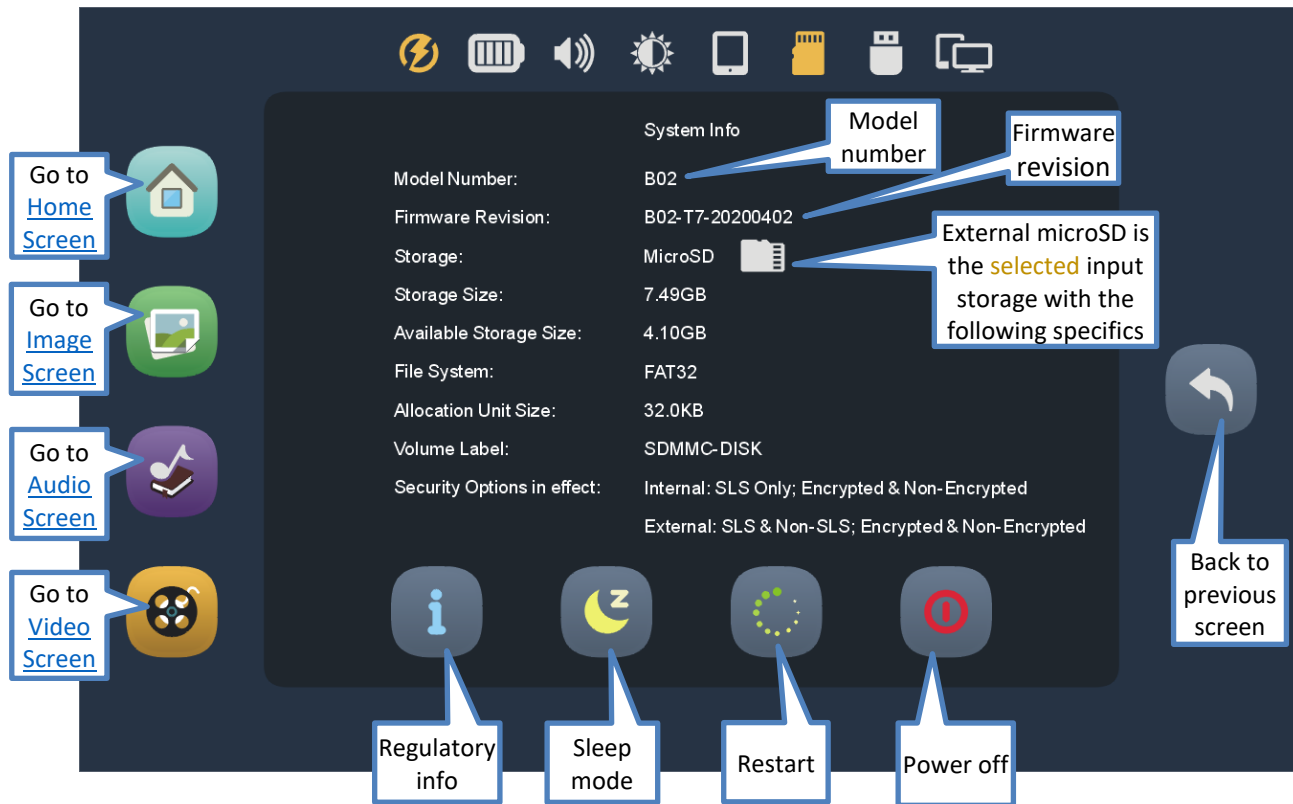 System Info
Model
number
Firmware
revision
Model Number:
B02
Firmware Revision:
B02-T7-20200402
Storage:
MicroSD
External microSD is
the selected input
storage with the
following specifics
Storage Size:
7.49GB
Available Storage Size:
4.10GB
File System:
FAT32
Allocation Unit Size:
32.0KB
Volume Label:
SDMMC-DISK
Security Options in effect:
Internal: SLS Only; Encrypted & Non-Encrypted
External: SLS & Non-SLS; Encrypted & Non-Encrypted
Go to
Home
Screen
Go to
Image
Screen
Go to
Audio
Screen
Go to
Video
Screen
Back to
previous
screen
z
Regulatory
info
Sleep
mode
Restart
Power off